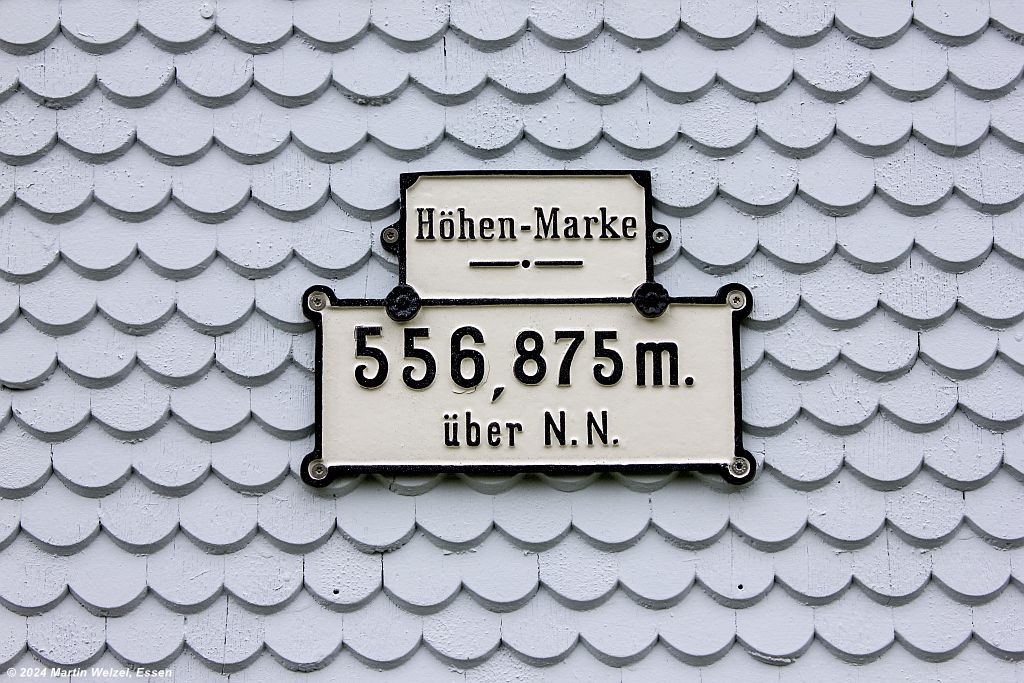 Höhen-Marke
556,875m.
über N.N.
© 2024 Martin Welzel, Essen